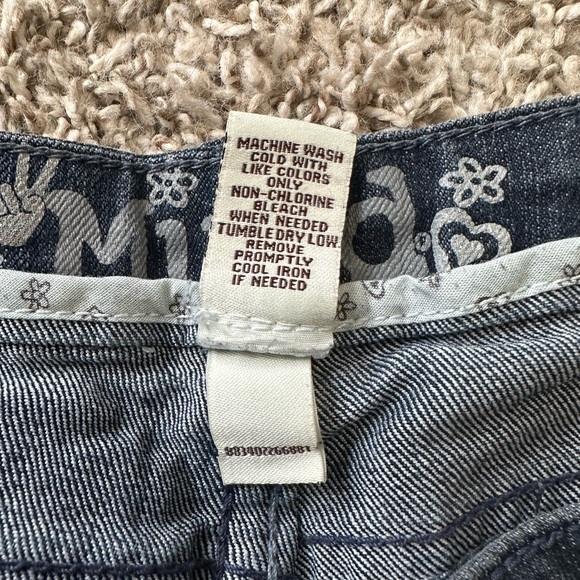 MACHINE WASH
COLD WITH
LIKE COLORS
ONLY
NON-CHLORINE
BLEACH
WHEN NEEDED
TUMBLE DRY LOW
REMOVE
PROMPTLY
COOL IRON
IF NEEDED